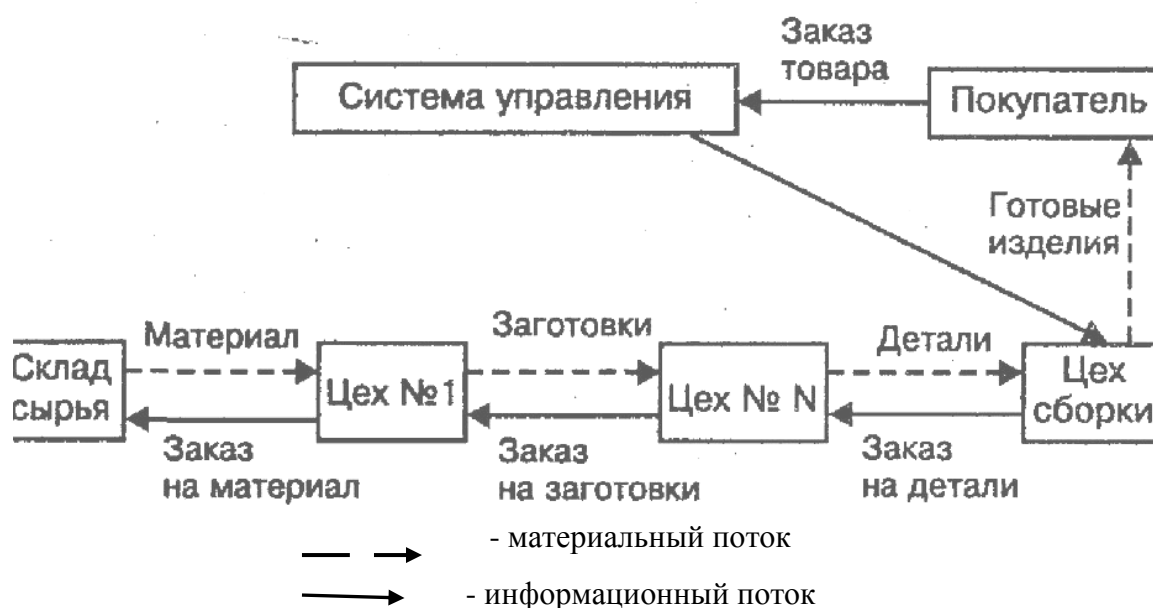 Заказ
товара
Система управления
Покупатель
Готовые
изделия
Материал
Заготовки
Детали
Склад
сырья
Цех №1
Цех № N
Цех
сборки
Заказ
на материал
Заказ
на заготовки
Заказ
на детали
- материальный поток
- информационный поток